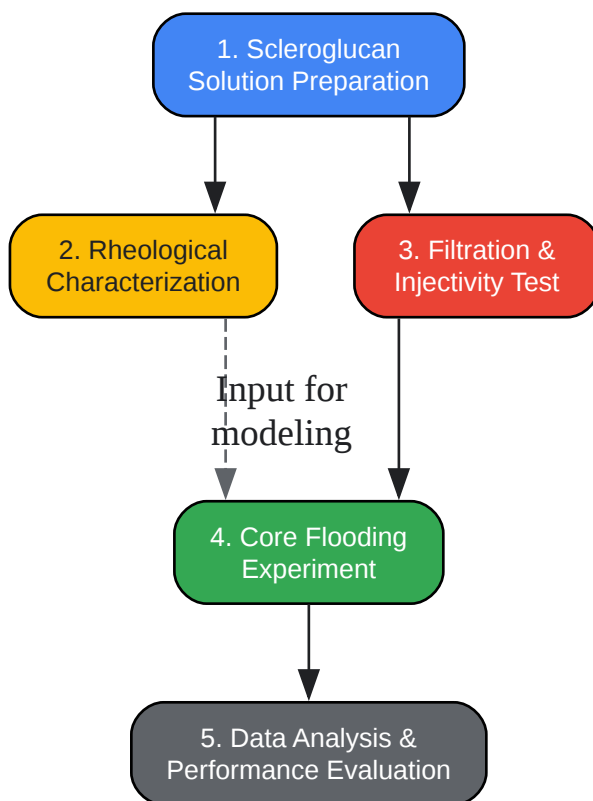 1. Scleroglucan
Solution Preparation
2. Rheological
Characterization
3. Filtration &
Injectivity Test
Input for
modeling
4. Core Flooding
Experiment
5. Data Analysis &
Performance Evaluation